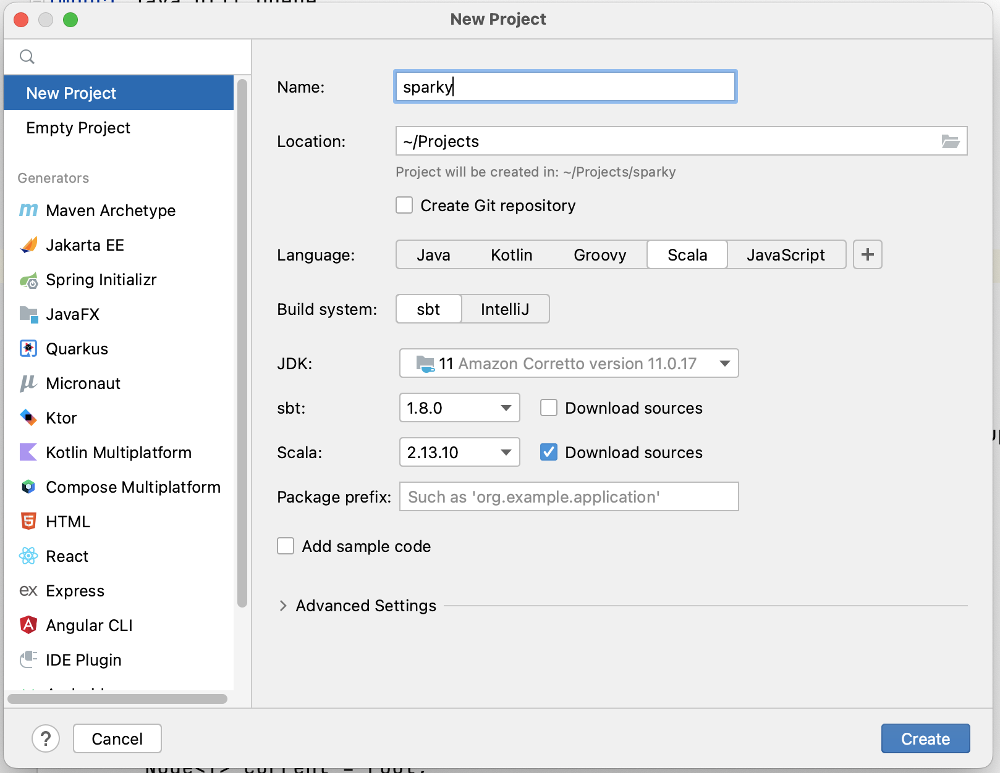 New Project
New Project
Empty Project
Generators
Maven Archetype
Jakarta EE
Spring Initializr
JavaFX
Quarkus
Micronaut
Ktor
Kotlin Multiplatform
Compose Multiplatform
HTML
React
ex Express
Angular CLI
IDE Plugin
Name: sparky
Location: ~/Projects
Project will be created in: ~/Projects/sparky
Create Git repository
Language: Java Kotlin Groovy Scala JavaScript +
Build system: sbt IntelliJ
JDK: 11 Amazon Corretto version 11.0.17
sbt: 1.8.0 Download sources
Scala: 2.13.10 Download sources
Package prefix: Such as 'org.example.application'
Add sample code
Advanced Settings
? Cancel Create
Node<T> current = root;